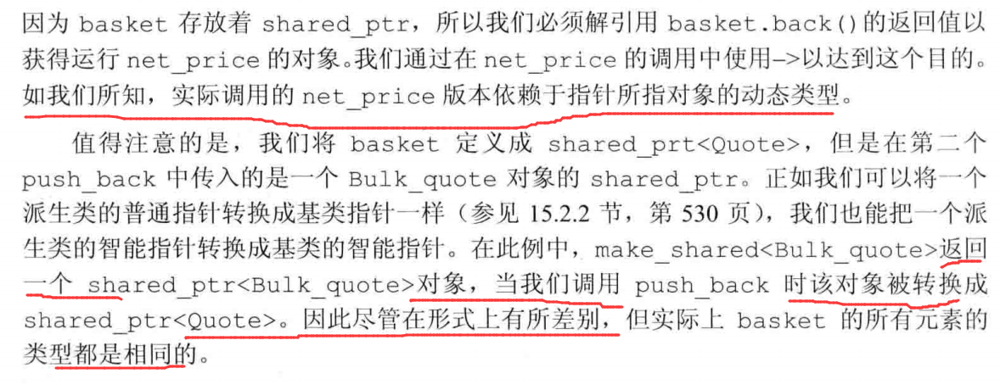 因为 basket 存放着 shared_ptr，所以我们必须解引用 basket.back()的返回值以
获得运行 net_price 的对象。我们通过在 net_price 的调用中使用->以达到这个目的。
如我们所知，实际调用的 net_price 版本依赖于指针所指对象的动态类型。
值得注意的是，我们将 basket 定义成 shared_prt<Quote>，但是在第二个
push_back 中传入的是一个 Bulk_quote 对象的 shared_ptr。正如我们可以将一个
派生类的普通指针转换成基类指针一样（参见 15.2.2 节，第 530 页），我们也能把一个派
生类的智能指针转换成基类的智能指针。在此例中，make_shared<Bulk_quote>返回
一个 shared_ptr<Bulk_quote>对象，当我们调用 push_back 时该对象被转换成
shared_ptr<Quote>。因此尽管在形式上有所差别，但实际上 basket 的所有元素的
类型都是相同的。